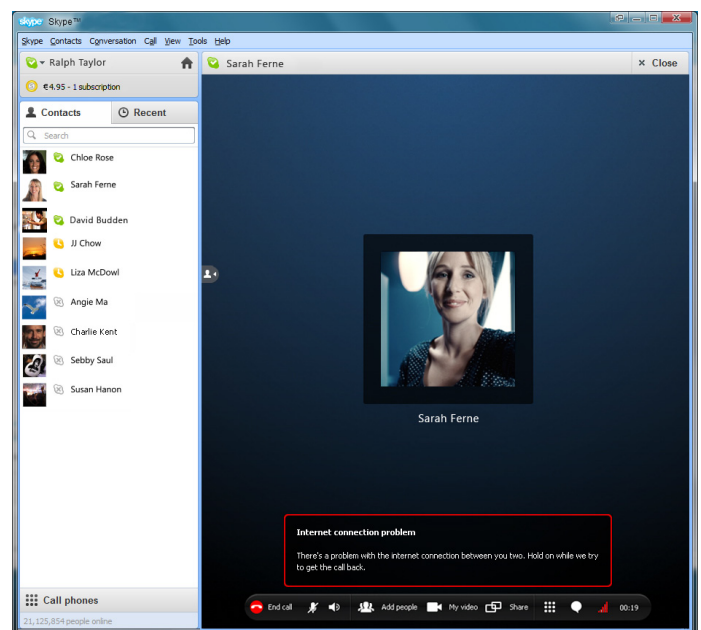 skype Skype™
Skype Contacts Conversation Call View Tools Help
Ralph Taylor
€4.95 - 1 subscription
Contacts
Recent
Search
Chloe Rose
Sarah Ferne
David Budden
JJ Chow
Liza McDowl
Angie Ma
Charlie Kent
Sebby Saul
Susan Hanon
Call phones
21,125,854 people online
Sarah Ferne
× Close
Sarah Ferne
Internet connection problem
There's a problem with the internet connection between you two. Hold on while we try
to get the call back.
End call Add people My video Share 00:19